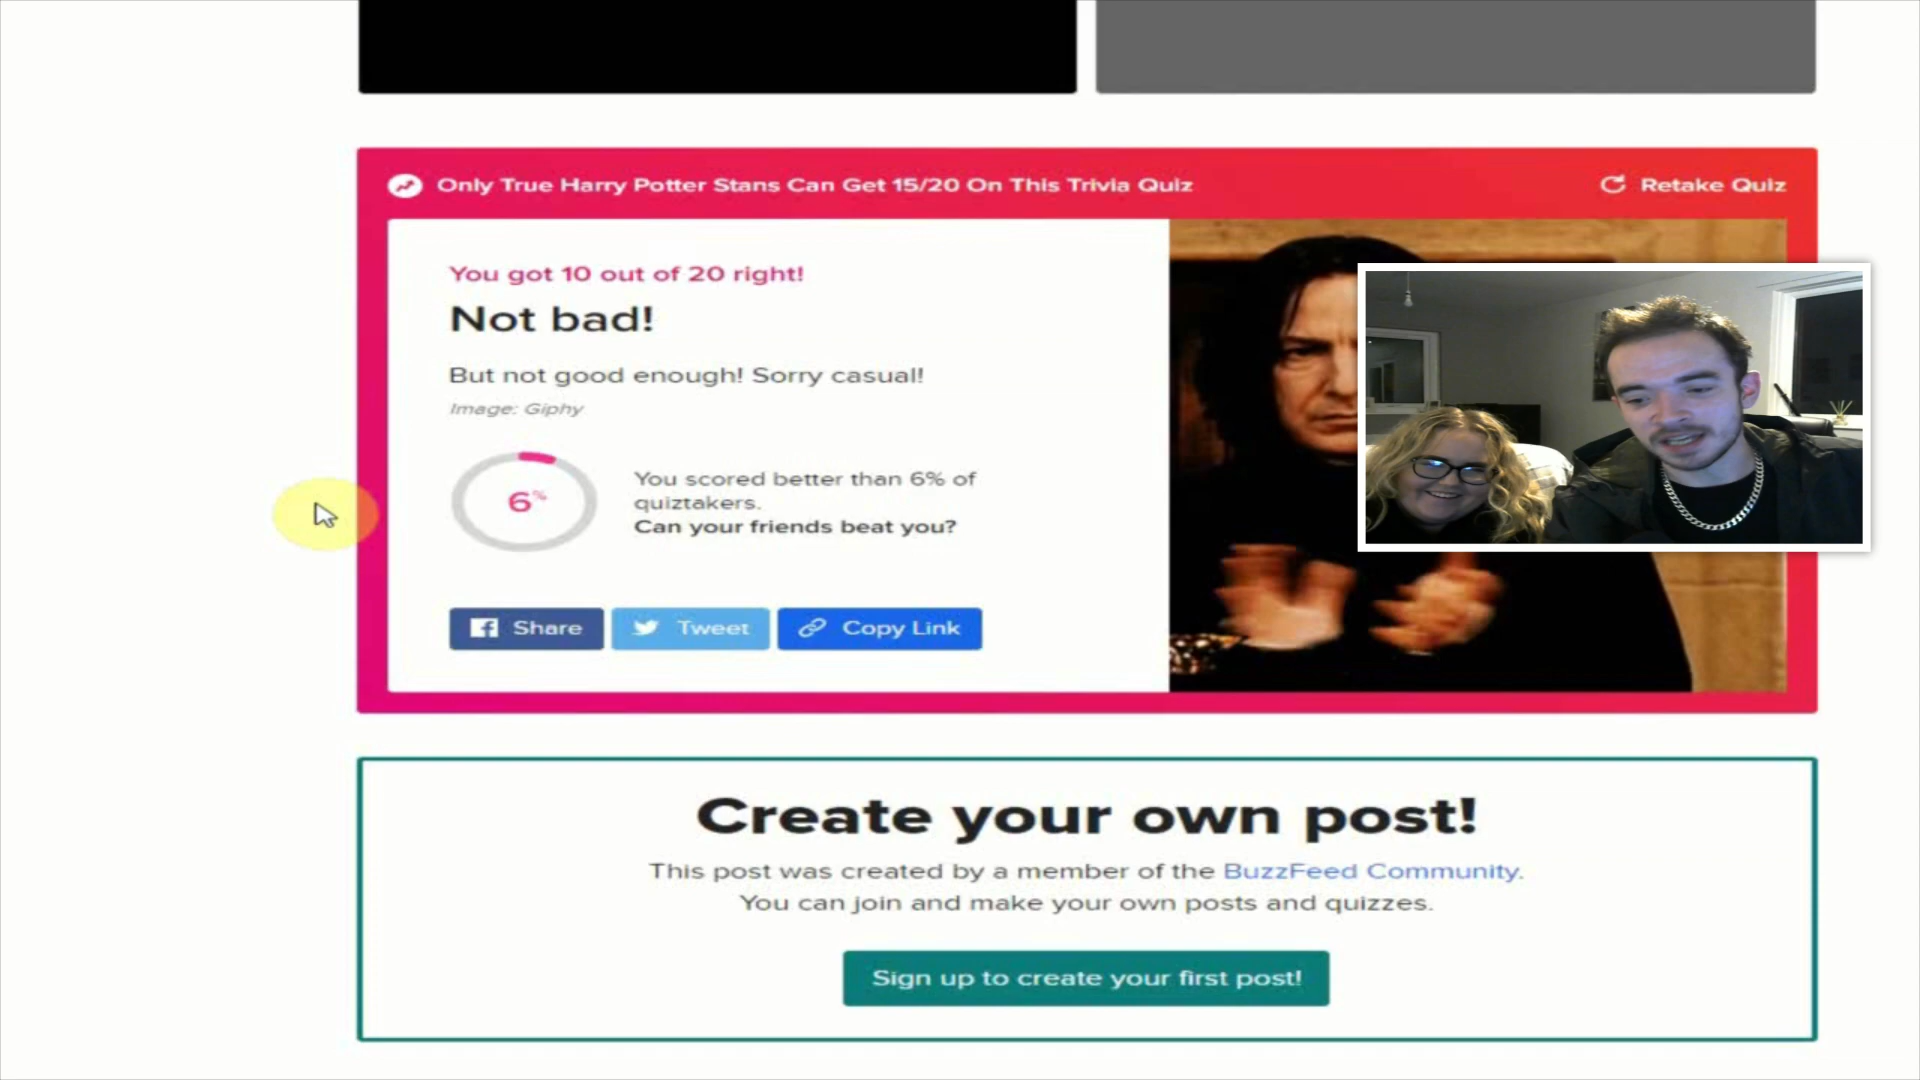 Only True Harry Potter Stans Can Get 15/20 On This Trivia Quiz
Retake Quiz
You got 10 out of 20 right!
Not bad!
But not good enough! Sorry casual!
Image: Giphy
6%
You scored better than 6% of
quiztakers.
Can your friends beat you?
Share
Tweet
Copy Link
Create your own post!
This post was created by a member of the BuzzFeed Community.
You can join and make your own posts and quizzes.
Sign up to create your first post!